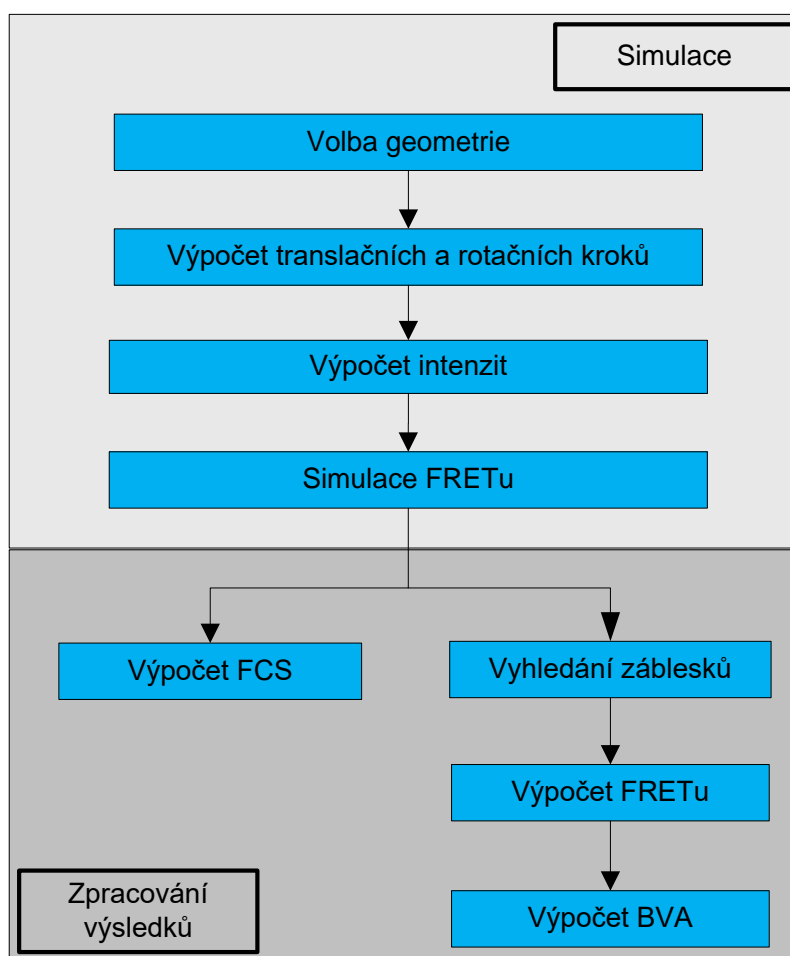 Simulace
Volba geometrie
Výpočet translačních a rotačních kroků
Výpočet intenzit
Simulace FRETu
Výpočet FCS
Vyhledání záblesků
Výpočet FRETu
Zpracování
výsledků
Výpočet BVA